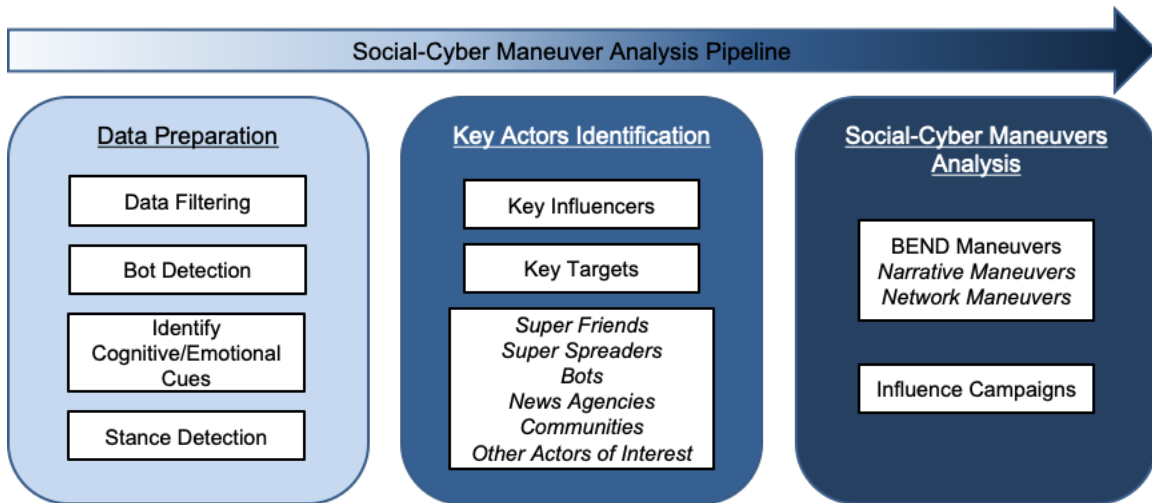 Social-Cyber Maneuver Analysis Pipeline
Data Preparation
Data Filtering
Bot Detection
Identify
Cognitive/Emotional
Cues
Stance Detection
Key Actors Identification
Key Influencers
Key Targets
Super Friends
Super Spreaders
Bots
News Agencies
Communities
Other Actors of Interest
Social-Cyber Maneuvers
Analysis
BEND Maneuvers
Narrative Maneuvers
Network Maneuvers
Influence Campaigns